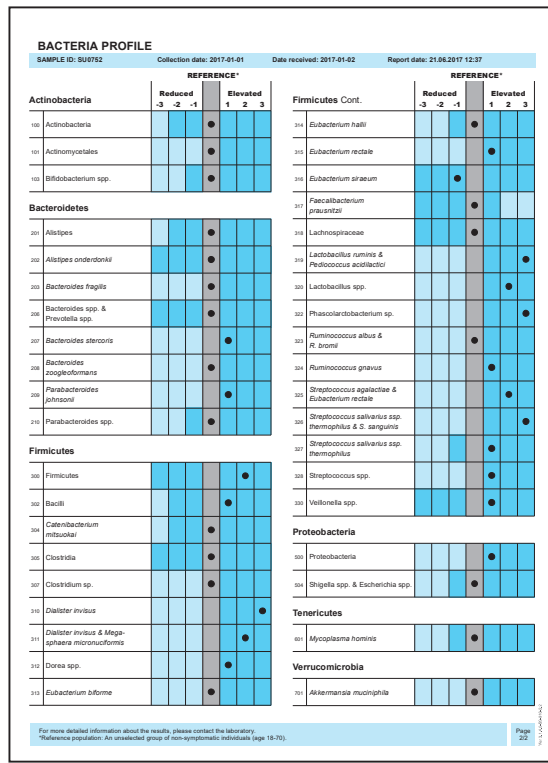 BACTERIA PROFILE
SAMPLE ID: SU0752 Collection date: 2017-01-01 Date received: 2017-01-02 Report date: 21.06.2017 12:37
REFERENCE*
Reduced Elevated
Actinobacteria -3 -2 -1 1 2 3
100 Actinobacteria
101 Actinomycetales
103 Bifidobacterium spp.
Bacteroidetes
201 Alistipes
202 Alistipes onderdonkii
203 Bacteroides fragilis
206 Bacteroides spp. &
Prevotella spp.
207 Bacteroides stercoris
208 Bacteroides
zoogleoformans
209 Parabacteroides
johnsonii
210 Parabacteroides spp.
Firmicutes
300 Firmicutes
302 Bacilli
304 Catenibacterium
mitsuokai
305 Clostridia
307 Clostridium sp.
310 Dialister invisus
311 Dialister invisus & Mega-
sphaera micronuciformis
312 Dorea spp.
313 Eubacterium biforme
REFERENCE*
Reduced Elevated
Firmicutes Cont. -3 -2 -1 1 2 3
314 Eubacterium hallii
315 Eubacterium rectale
316 Eubacterium siraeum
317 Faecalibacterium
prausnitzii
318 Lachnospiraceae
319 Lactobacillus ruminis &
Pediococcus acidilactici
320 Lactobacillus spp.
322 Phascolarctobacterium sp.
323 Ruminococcus albus &
R. bromii
324 Ruminococcus gnavus
325 Streptococcus agalactiae &
Eubacterium rectale
326 Streptococcus salivarius ssp.
thermophilus & S. sanguinis
327 Streptococcus salivarius ssp.
thermophilus
328 Streptococcus spp.
330 Veillonella spp.
Proteobacteria
500 Proteobacteria
504 Shigella spp. & Escherichia spp.
Tenericutes
601 Mycoplasma hominis
Verrucomicrobia
701 Akkermansia muciniphila
For more detailed information about the results, please contact the laboratory.
*Reference population: An unselected group of non-symptomatic individuals (age 18-70).
Page
2/2